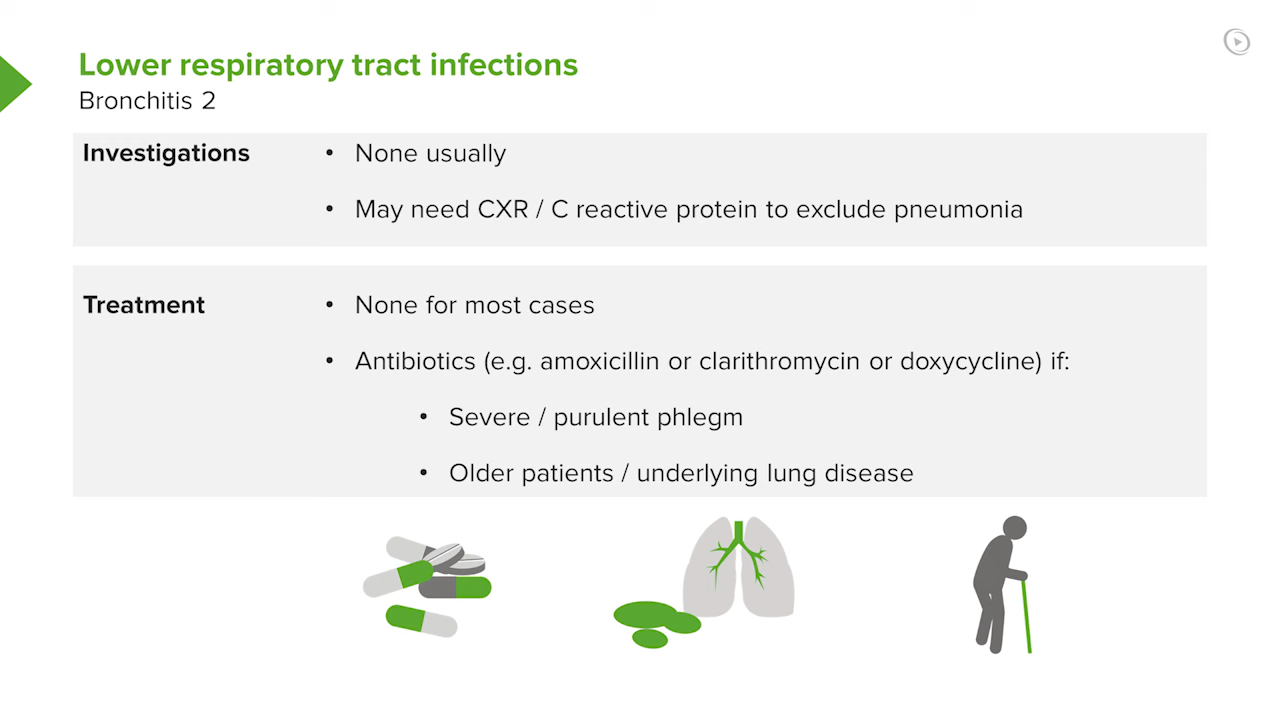 Lower respiratory tract infections
Bronchitis 2
Investigations
• None usually
• May need CXR / C reactive protein to exclude pneumonia
Treatment
• None for most cases
• Antibiotics (e.g. amoxicillin or clarithromycin or doxycycline) if:
• Severe / purulent phlegm
• Older patients / underlying lung disease